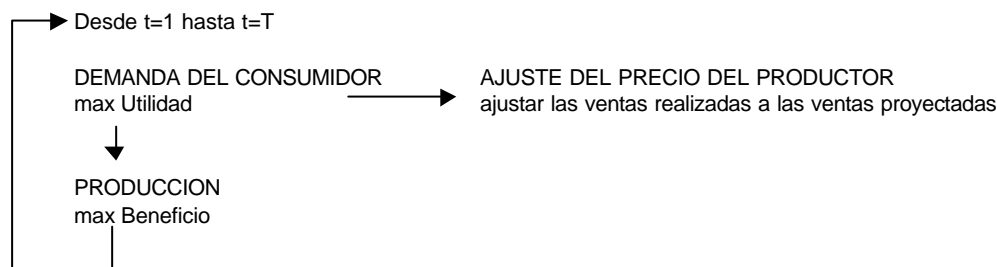 Desde t=1 hasta t=T
DEMANDA DEL CONSUMIDOR
max Utilidad
AJUSTE DEL PRECIO DEL PRODUCTOR
ajustar las ventas realizadas a las ventas proyectadas
PRODUCCION
max Beneficio